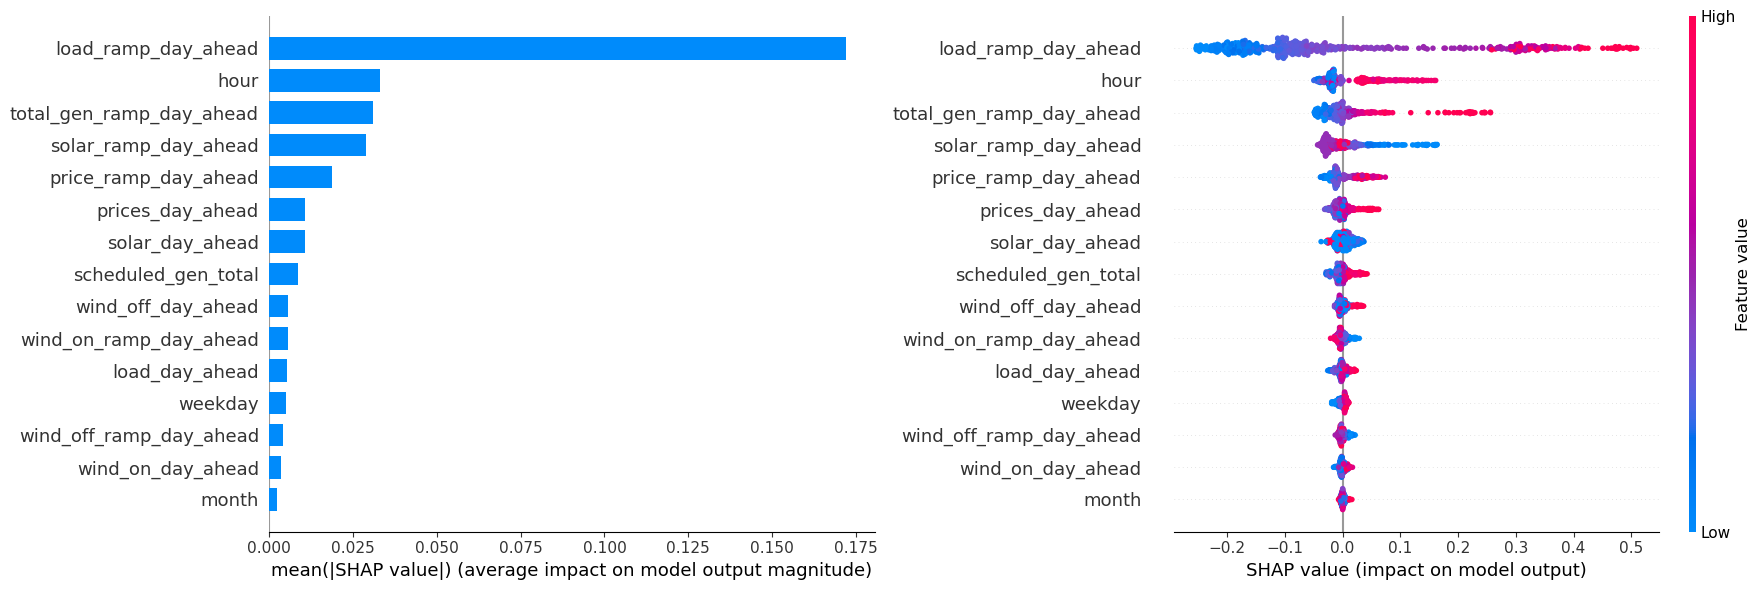 load_ramp_day_ahead
hour
total_gen_ramp_day_ahead
solar_ramp_day_ahead
price_ramp_day_ahead
prices_day_ahead
solar_day_ahead
scheduled_gen_total
wind_off_day_ahead
wind_on_ramp_day_ahead
load_day_ahead
weekday
wind_off_ramp_day_ahead
wind_on_day_ahead
month
0.000 0.025 0.050 0.075 0.100 0.125 0.150 0.175
mean(|SHAP value|) (average impact on model output magnitude)
load_ramp_day_ahead
hour
total_gen_ramp_day_ahead
solar_ramp_day_ahead
price_ramp_day_ahead
prices_day_ahead
solar_day_ahead
scheduled_gen_total
wind_off_day_ahead
wind_on_ramp_day_ahead
load_day_ahead
weekday
wind_off_ramp_day_ahead
wind_on_day_ahead
month
−0.2 −0.1 0.0 0.1 0.2 0.3 0.4 0.5
SHAP value (impact on model output)
High
Feature value
Low